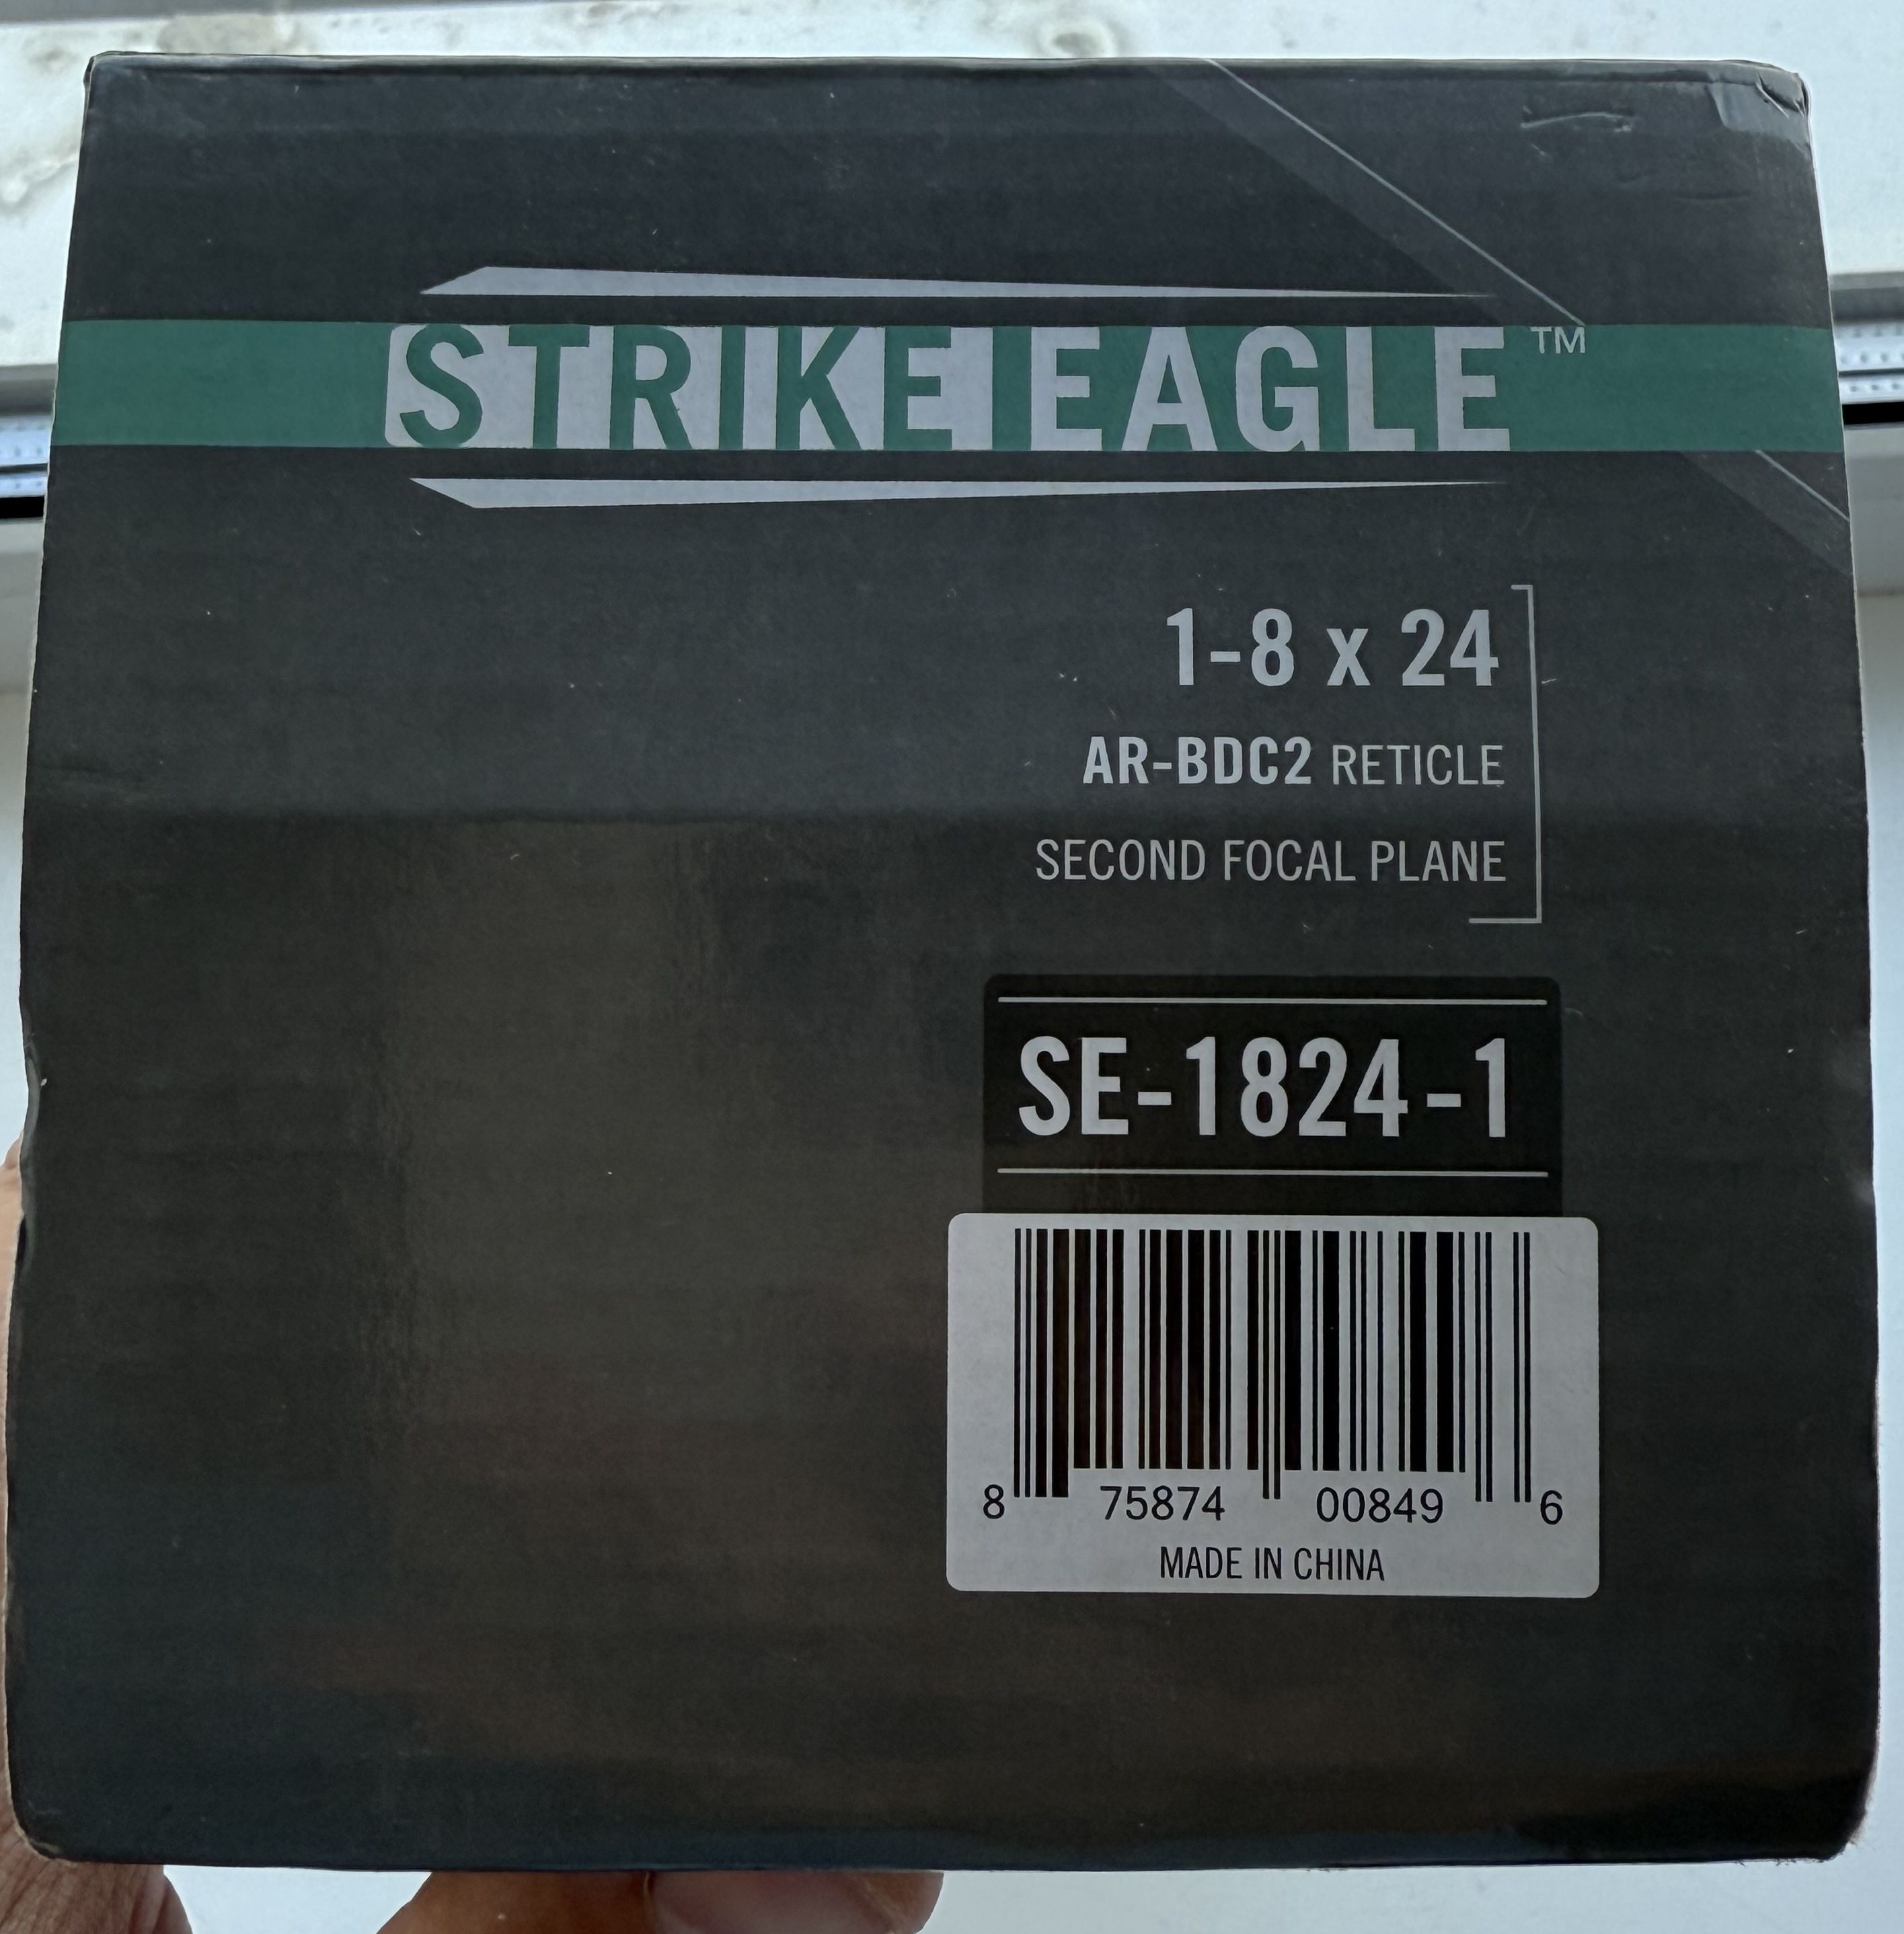 STRIKE EAGLE™
1-8 x 24
AR-BDC2 RETICLE
SECOND FOCAL PLANE
SE-1824-1
8 75874 00849 6
MADE IN CHINA